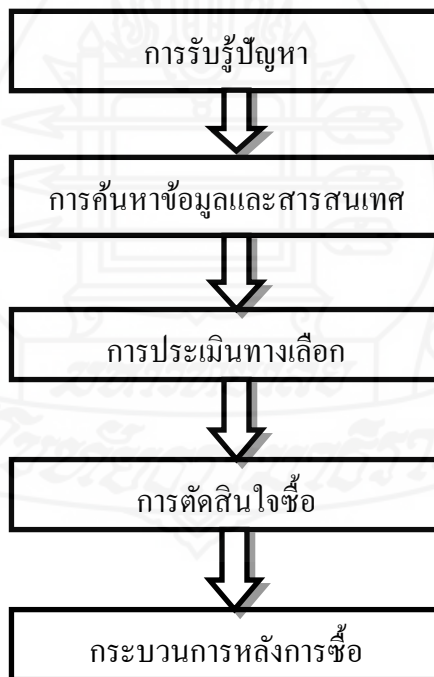 การรับรู้ปัญหา
การค้นหาข้อมูลและสารสนเทศ
การประเมินทางเลือก
การตัดสินใจซื้อ
กระบวนการหลังการซื้อ